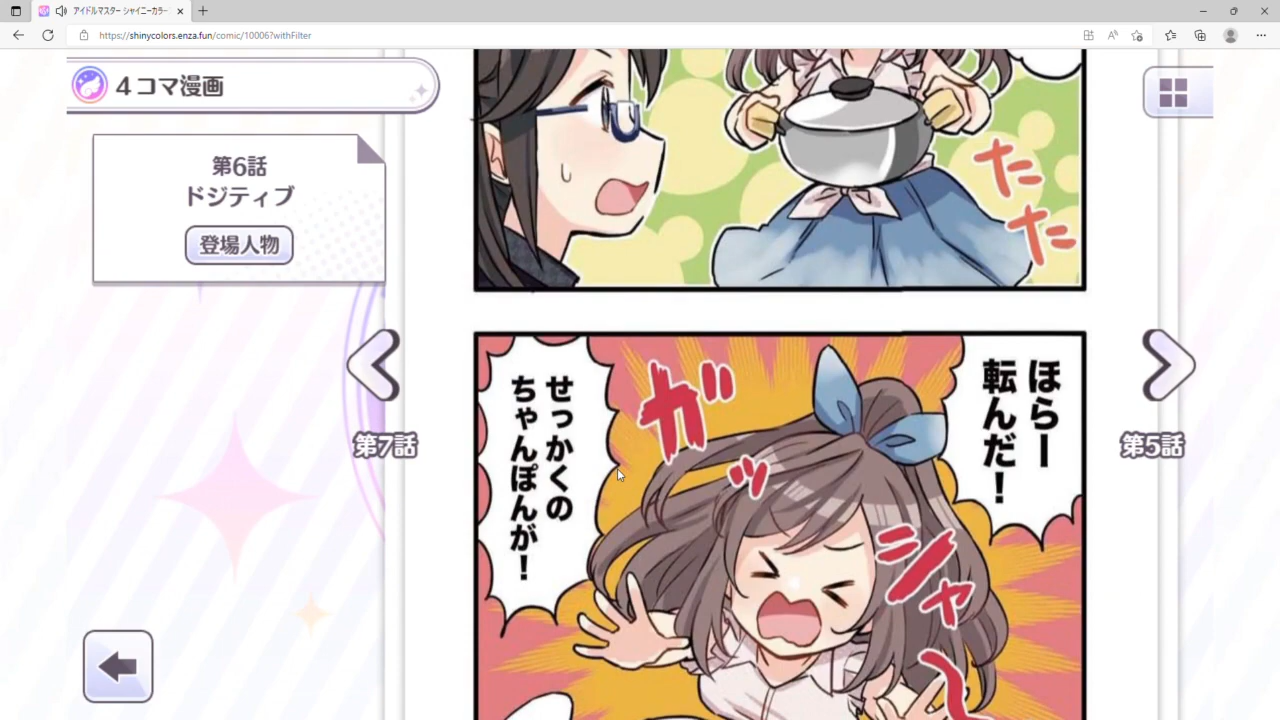 アイドルマスター シャイニーカラー
https://shinycolors.enza.fun/comic/10006?withFilter
4コマ漫画
第6話
ドジティブ
登場人物
たた
ほらー
転んだ！
ガッシャ
せっかくの
ちゃんぽんが！
第7話
第5話